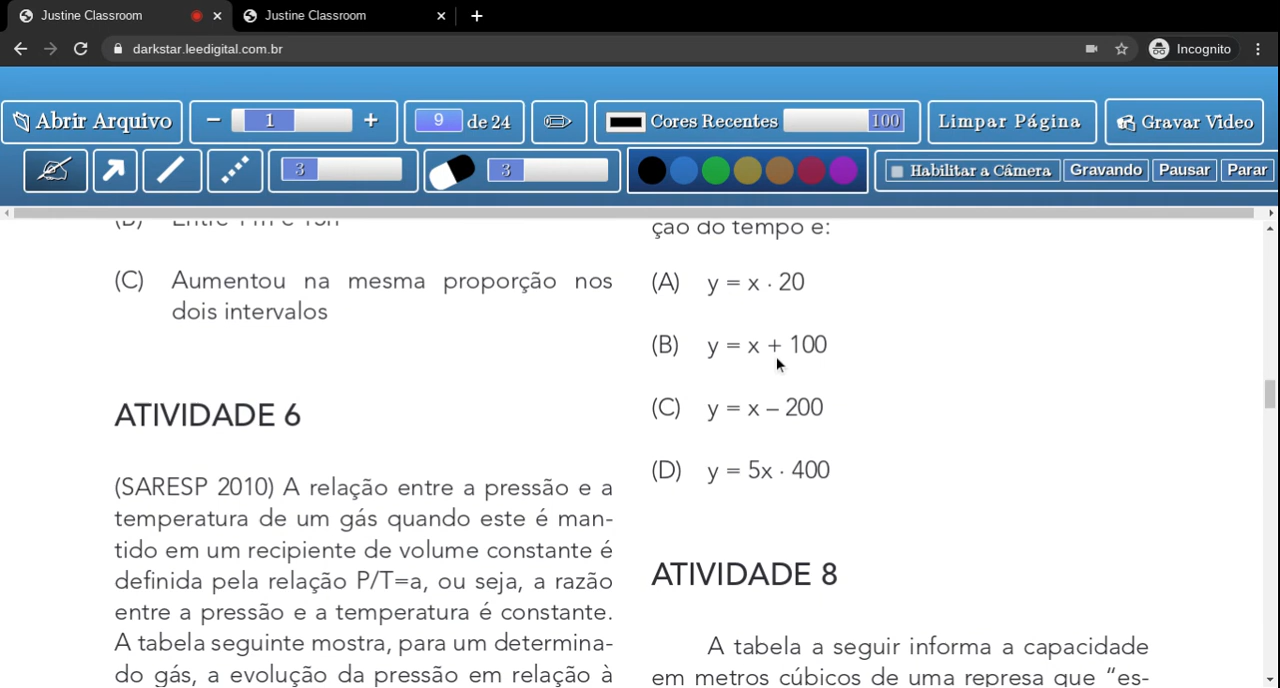 Justine Classroom
Justine Classroom
darkstar.leedigital.com.br
Incognito
Abrir Arquivo
− 1 +
9 de 24
Cores Recentes 100
Limpar Página
Gravar Video
3
3
Habilitar a Câmera
Gravando
Pausar
Parar
(B) Entre 11h e 13h
(C) Aumentou na mesma proporção nos
dois intervalos
ATIVIDADE 6
(SARESP 2010) A relação entre a pressão e a
temperatura de um gás quando este é man-
tido em um recipiente de volume constante é
definida pela relação P/T=a, ou seja, a razão
entre a pressão e a temperatura é constante.
A tabela seguinte mostra, para um determina-
do gás, a evolução da pressão em relação à
ção do tempo é:
(A) y = x · 20
(B) y = x + 100
(C) y = x – 200
(D) y = 5x · 400
ATIVIDADE 8
A tabela a seguir informa a capacidade
em metros cúbicos de uma represa que “es-